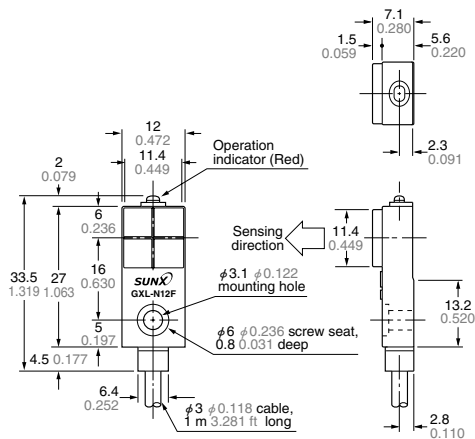 7.1
0.280
1.5
0.059
5.6
0.220
2.3
0.091
12
0.472
11.4
0.449
Operation
indicator (Red)
2
0.079
6
0.236
Sensing
direction
11.4
0.449
33.5
1.319
27
1.063
16
0.630
SUNX
GXL-N12F
φ3.1 φ0.122
mounting hole
13.2
0.520
5
0.197
φ6 φ0.236 screw seat,
0.8 0.031 deep
4.5 0.177
6.4
0.252
φ3 φ0.118 cable,
1 m 3.281 ft long
2.8
0.110